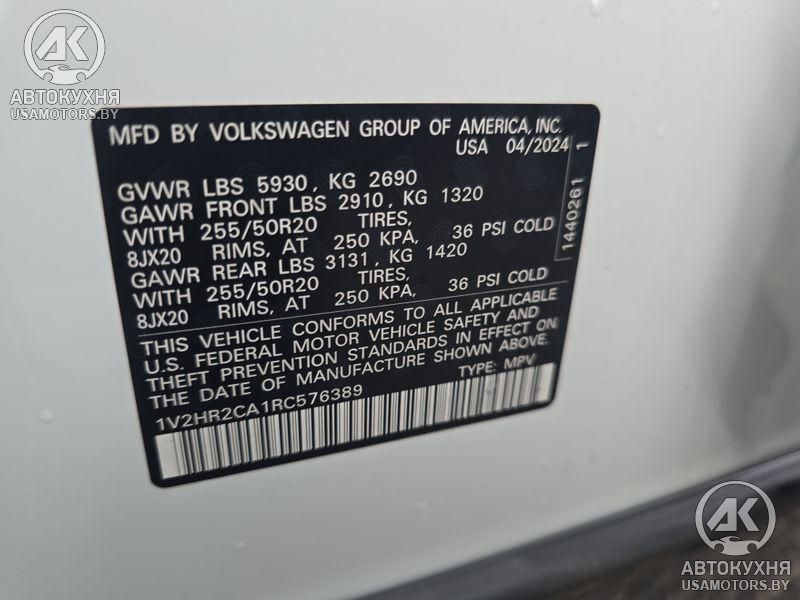 AK
АВТОКУХНЯ
USAMOTORS.BY
MFD BY VOLKSWAGEN GROUP OF AMERICA, INC.
USA 04/2024
GVWR LBS 5930, KG 2690
GAWR FRONT LBS 2910, KG 1320
WITH 255/50R20 TIRES,
8JX20 RIMS, AT 250 KPA, 36 PSI COLD
GAWR REAR LBS 3131, KG 1420
WITH 255/50R20 TIRES,
8JX20 RIMS, AT 250 KPA, 36 PSI COLD
THIS VEHICLE CONFORMS TO ALL APPLICABLE
U.S. FEDERAL MOTOR VEHICLE SAFETY AND
THEFT PREVENTION STANDARDS IN EFFECT ON
THE DATE OF MANUFACTURE SHOWN ABOVE.
TYPE: MPV
1V2HR2CA1RC576389
1440261 1
AK
АВТОКУХНЯ
USAMOTORS.BY